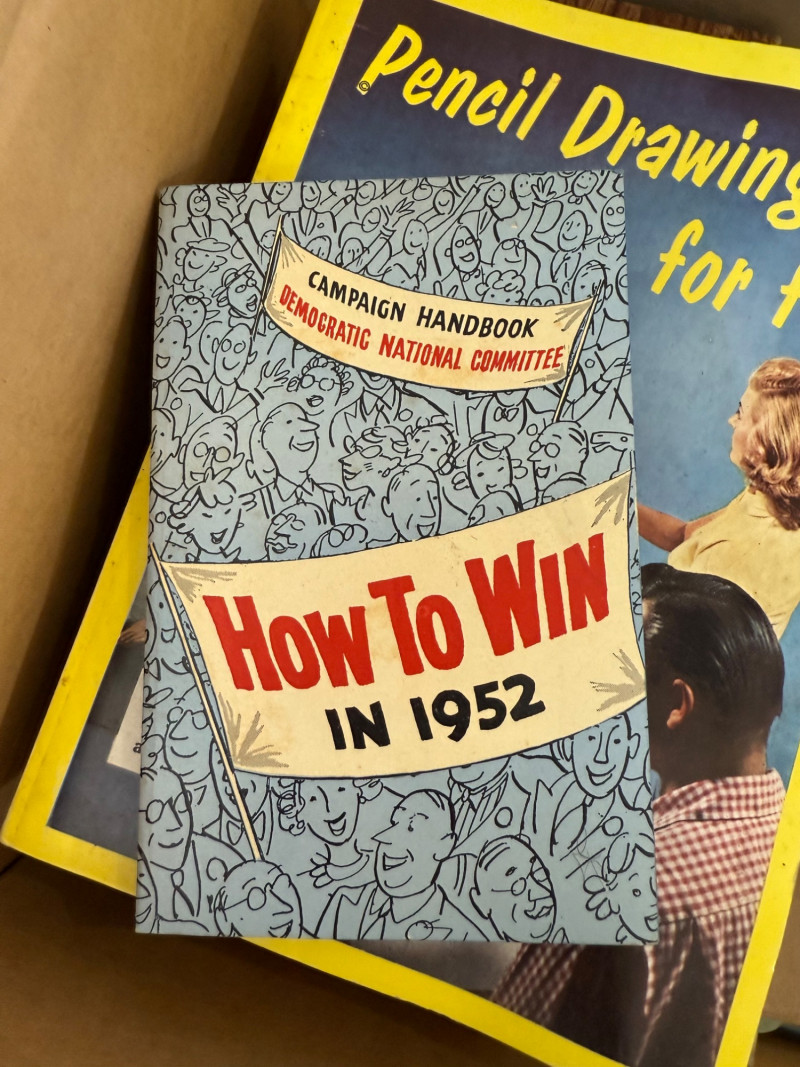 Pencil Drawing
for
CAMPAIGN HANDBOOK
DEMOCRATIC NATIONAL COMMITTEE
HOW TO WIN
IN 1952